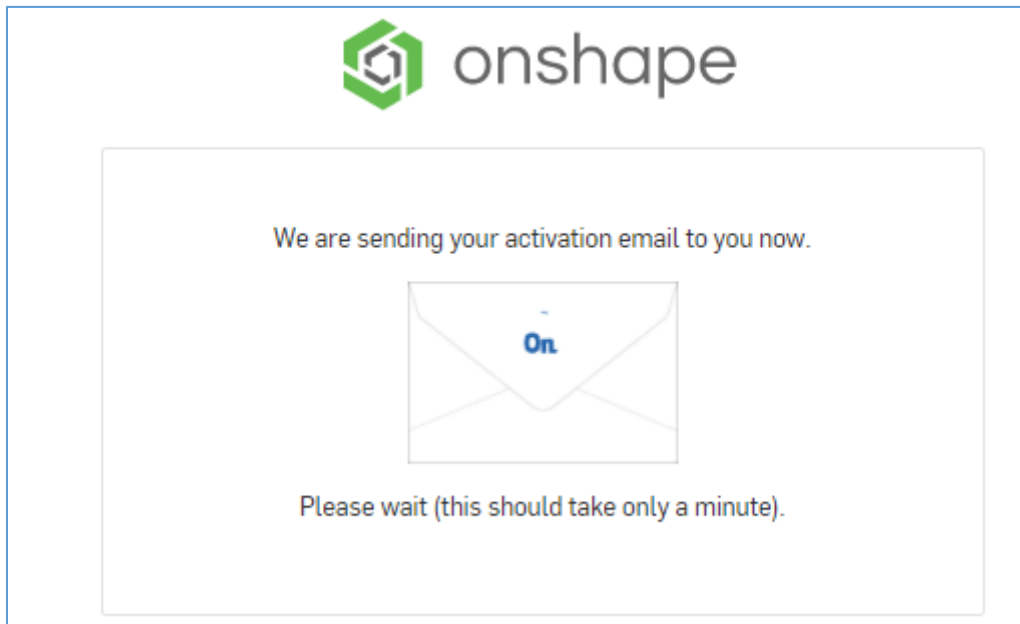 onshape
We are sending your activation email to you now.
On
Please wait (this should take only a minute).